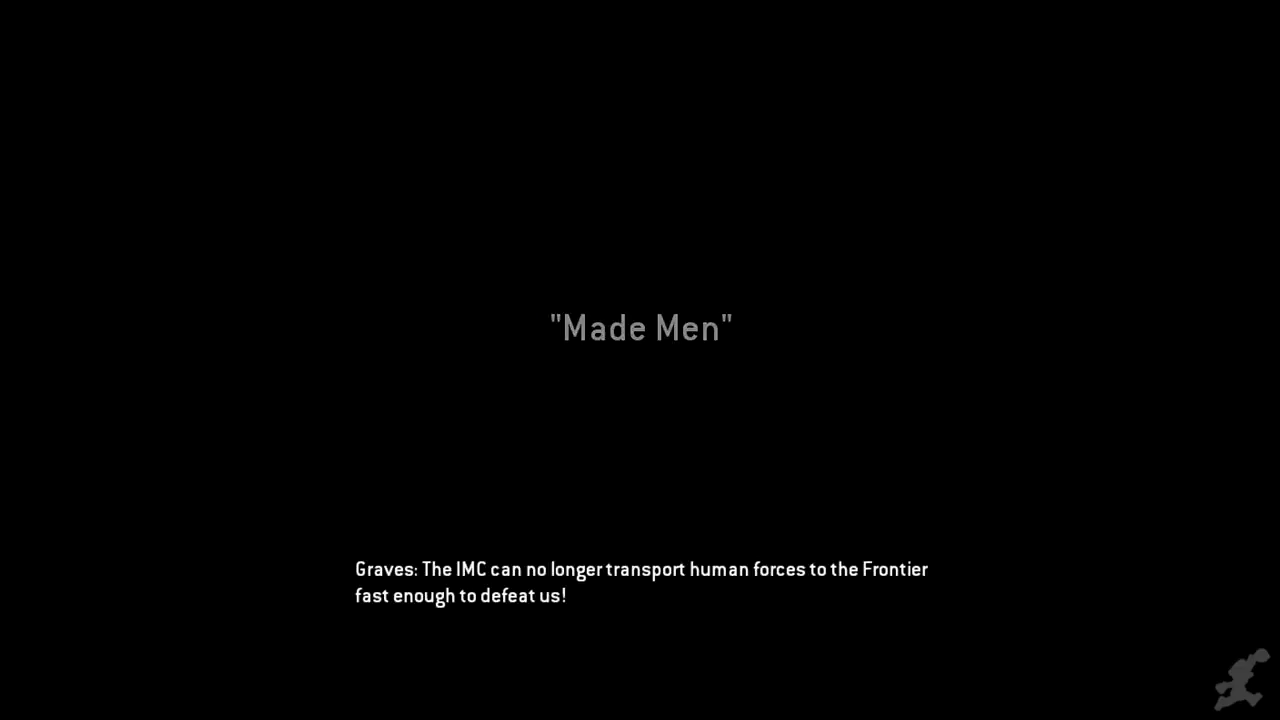 "Made Men"
Graves: The IMC can no longer transport human forces to the Frontier
fast enough to defeat us!